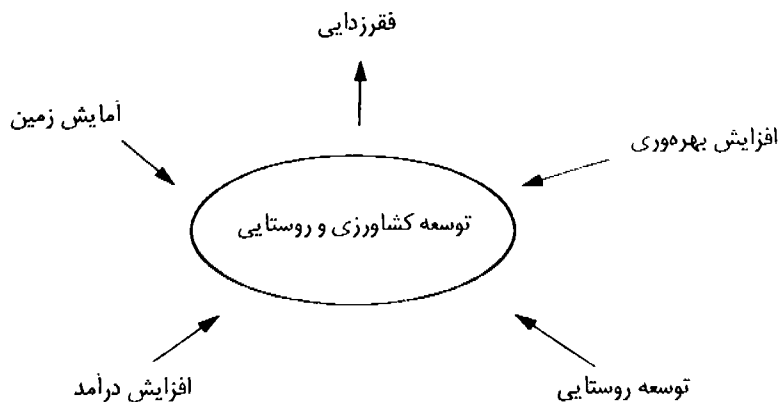 فقرزدایی
آمایش زمین
افزایش بهره‌وری
توسعه کشاورزی و روستایی
افزایش درآمد
توسعه روستایی